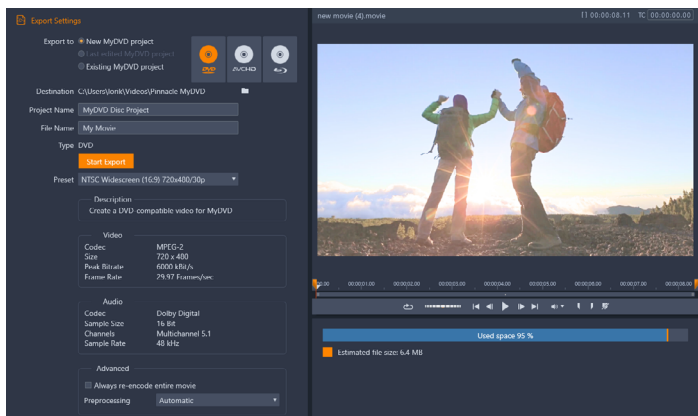 Export Settings
Export to
New MyDVD project
Last edited MyDVD project
Existing MyDVD project
DVD
AVCHD
Destination C:\Users\lonk\Videos\Pinnacle MyDVD
Project Name MyDVD Disc Project
File Name My Movie
Type DVD
Start Export
Preset NTSC Widescreen (16:9) 720x480/30p
Description
Create a DVD-compatible video for MyDVD
Video
Codec MPEG-2
Size 720 x 480
Peak Bitrate 6000 kBit/s
Frame Rate 29.97 Frames/sec
Audio
Codec Dolby Digital
Sample Size 16 Bit
Channels Multichannel 5.1
Sample Rate 48 kHz
Advanced
Always re-encode entire movie
Preprocessing Automatic
new movie (4).movie
[ ] 00:00:08.11 TC 00:00:00.00
00:00:01.00 00:00:02.00 00:00:03.00 00:00:04.00 00:00:05.00 00:00:06.00 00:00:07.00 00:00:08.00
Used space 95 %
Estimated file size: 6.4 MB